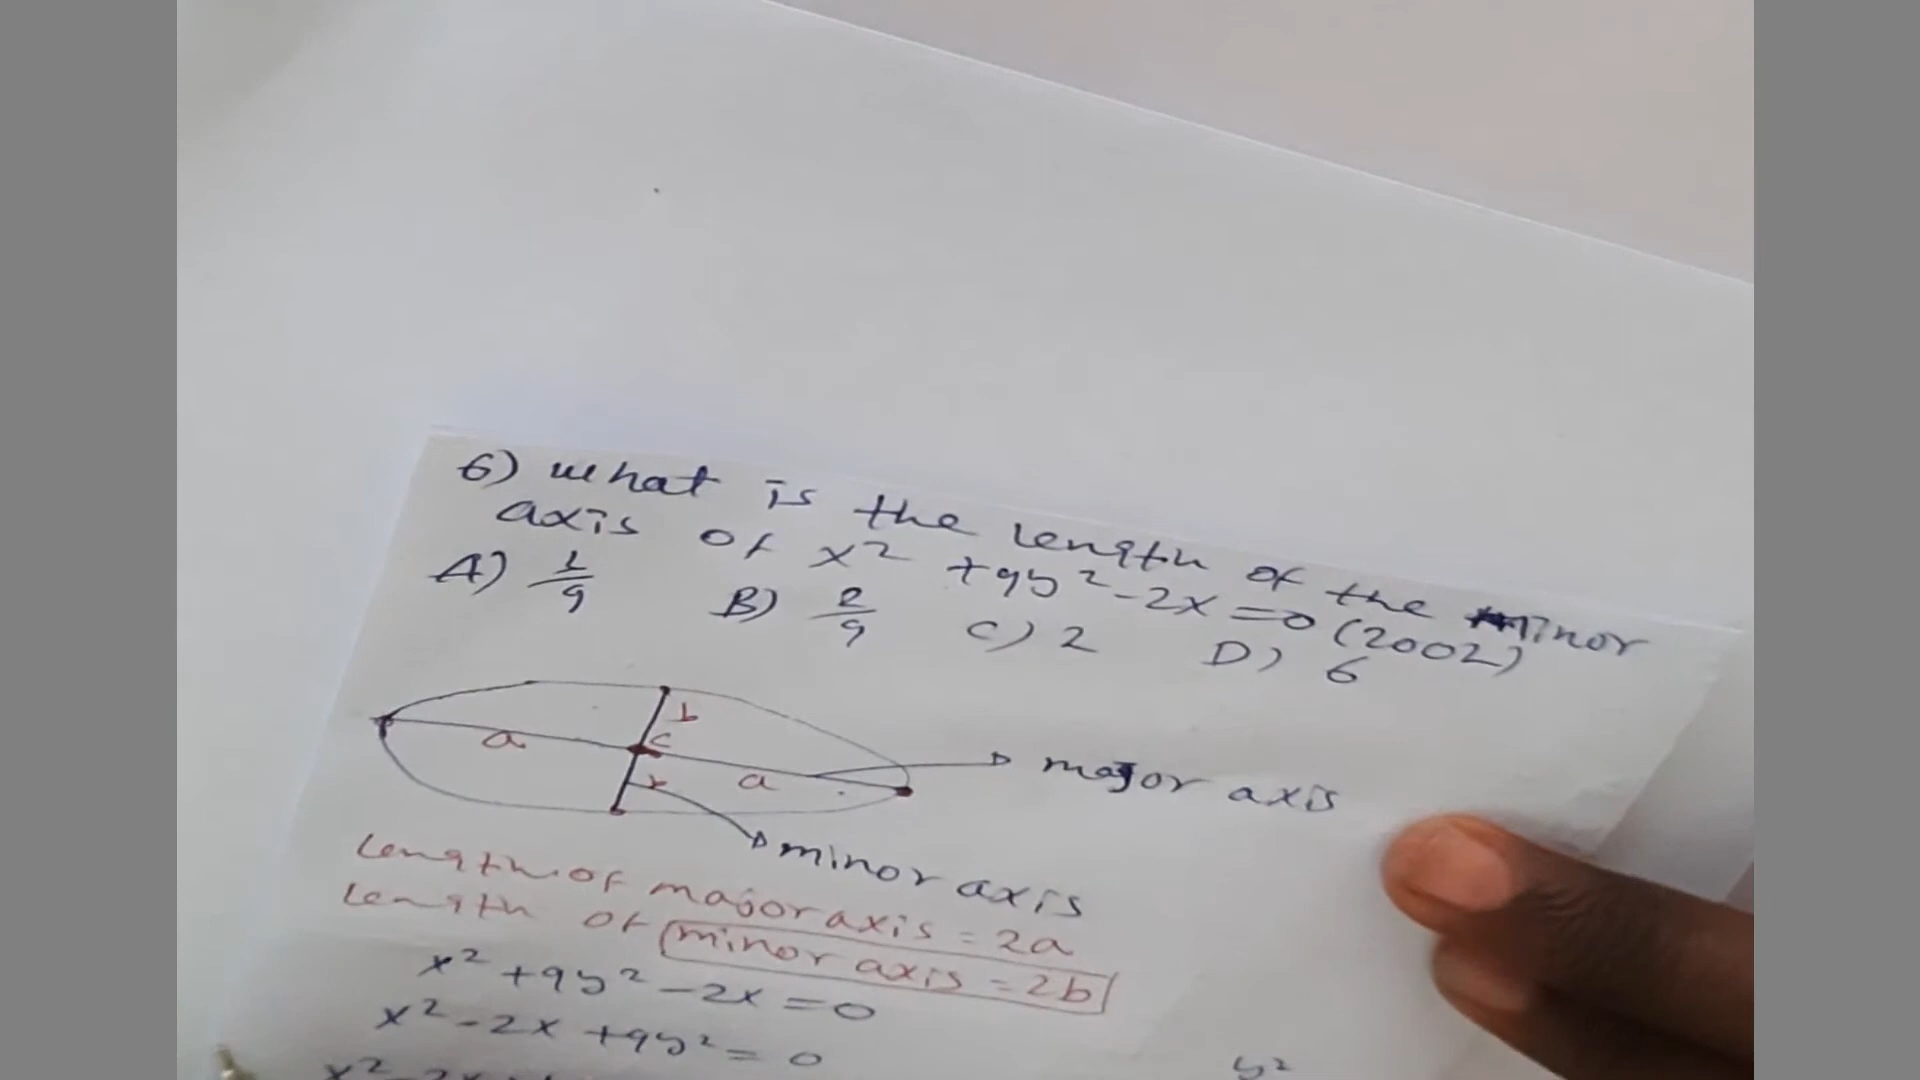 6) what is the length of the minor
axis of x² + 9y² - 2x = 0 (2002)
A) 1/9 B) 2/9 C) 2 D) 6
b
a c
a
major axis
minor axis
Length of major axis = 2a
Length of minor axis = 2b
x² + 9y² - 2x = 0
x² - 2x + 9y² = 0
y²